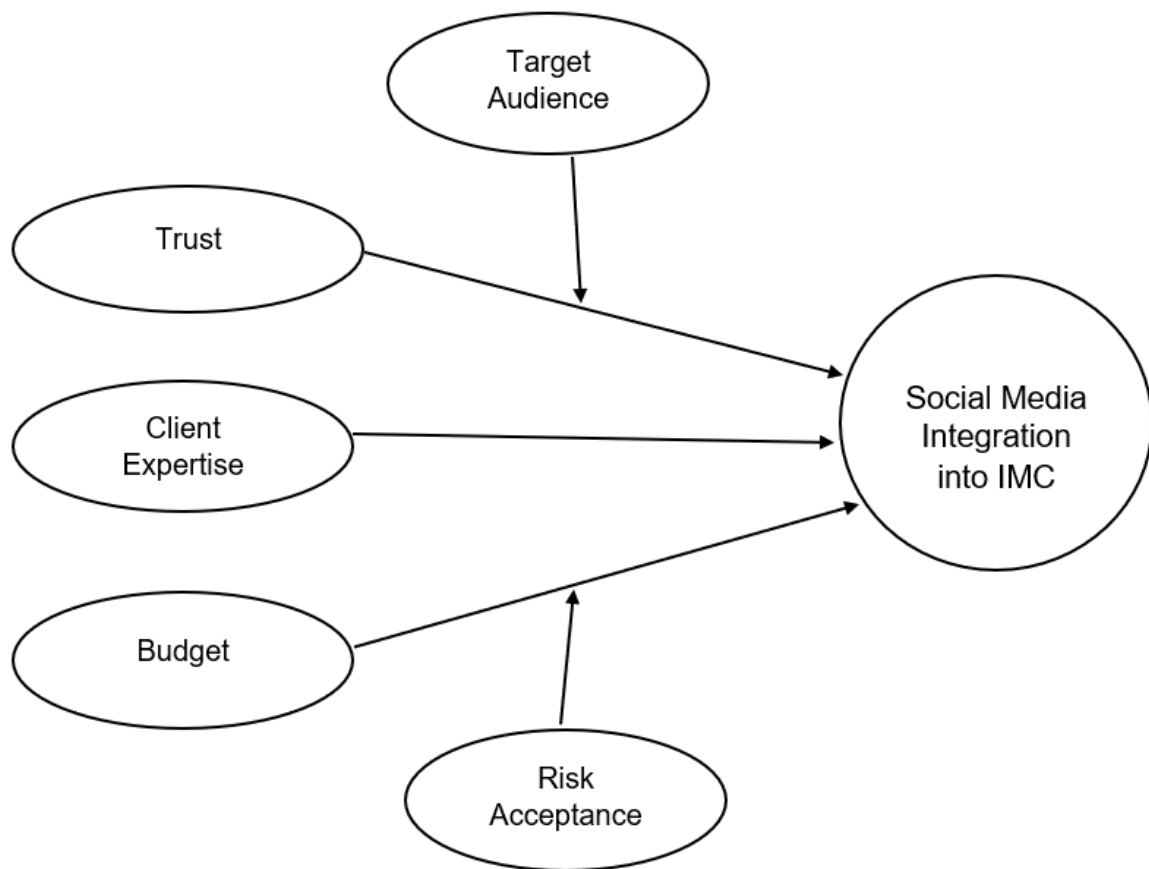 Target
Audience
Trust
Client
Expertise
Social Media
Integration
into IMC
Budget
Risk
Acceptance